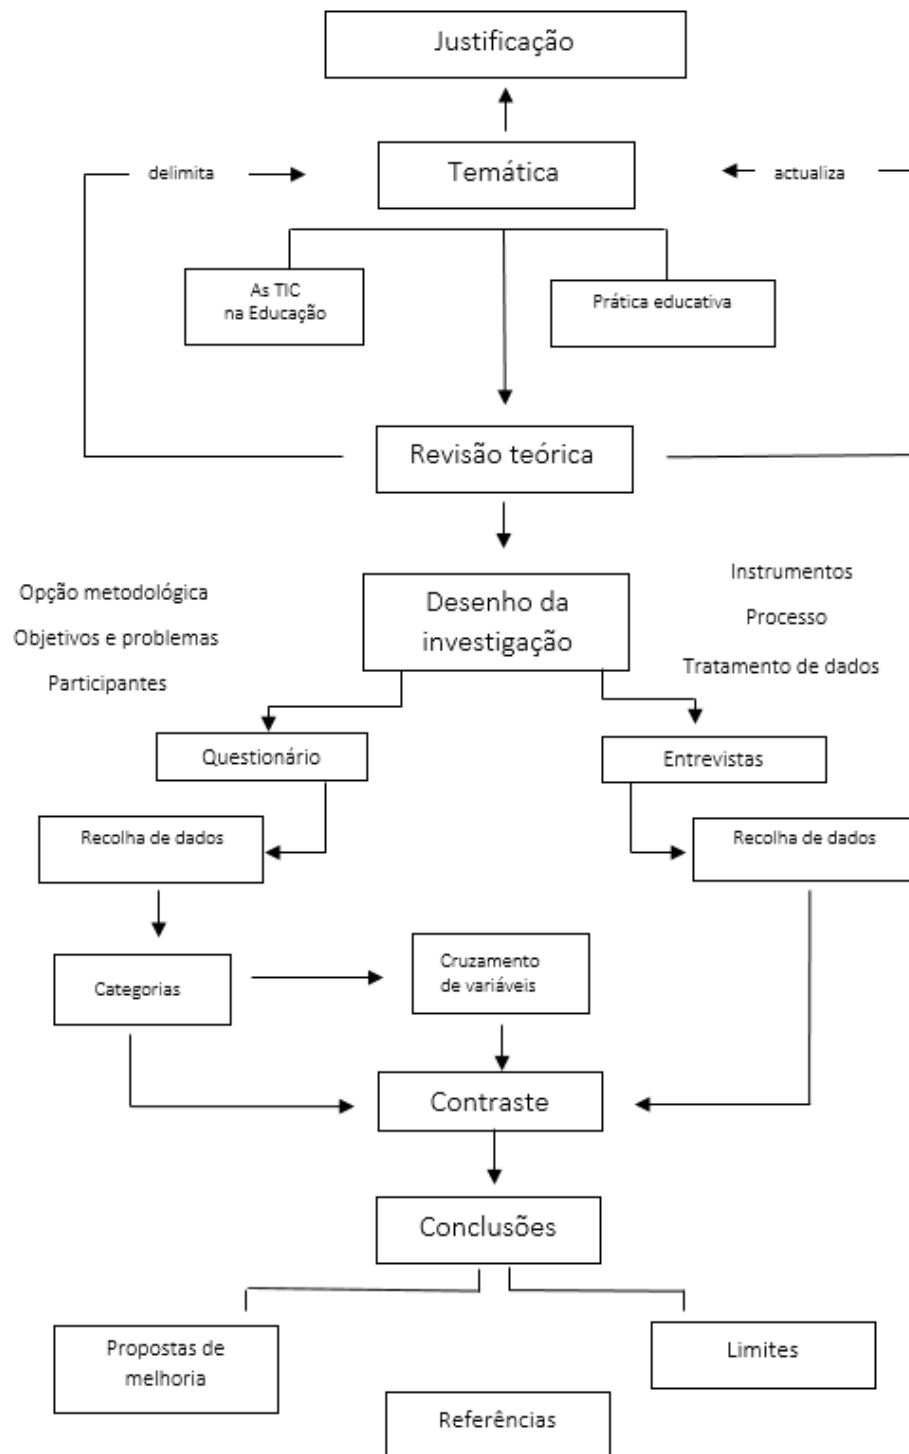 Justificação
delimita
Temática
actualiza
As TIC
na Educação
Prática educativa
Revisão teórica
Opção metodológica
Objetivos e problemas
Participantes
Desenho da
investigação
Instrumentos
Processo
Tratamento de dados
Questionário
Entrevistas
Recolha de dados
Recolha de dados
Categorias
Cruzamento
de variáveis
Contraste
Conclusões
Propostas de
melhoria
Limites
Referências